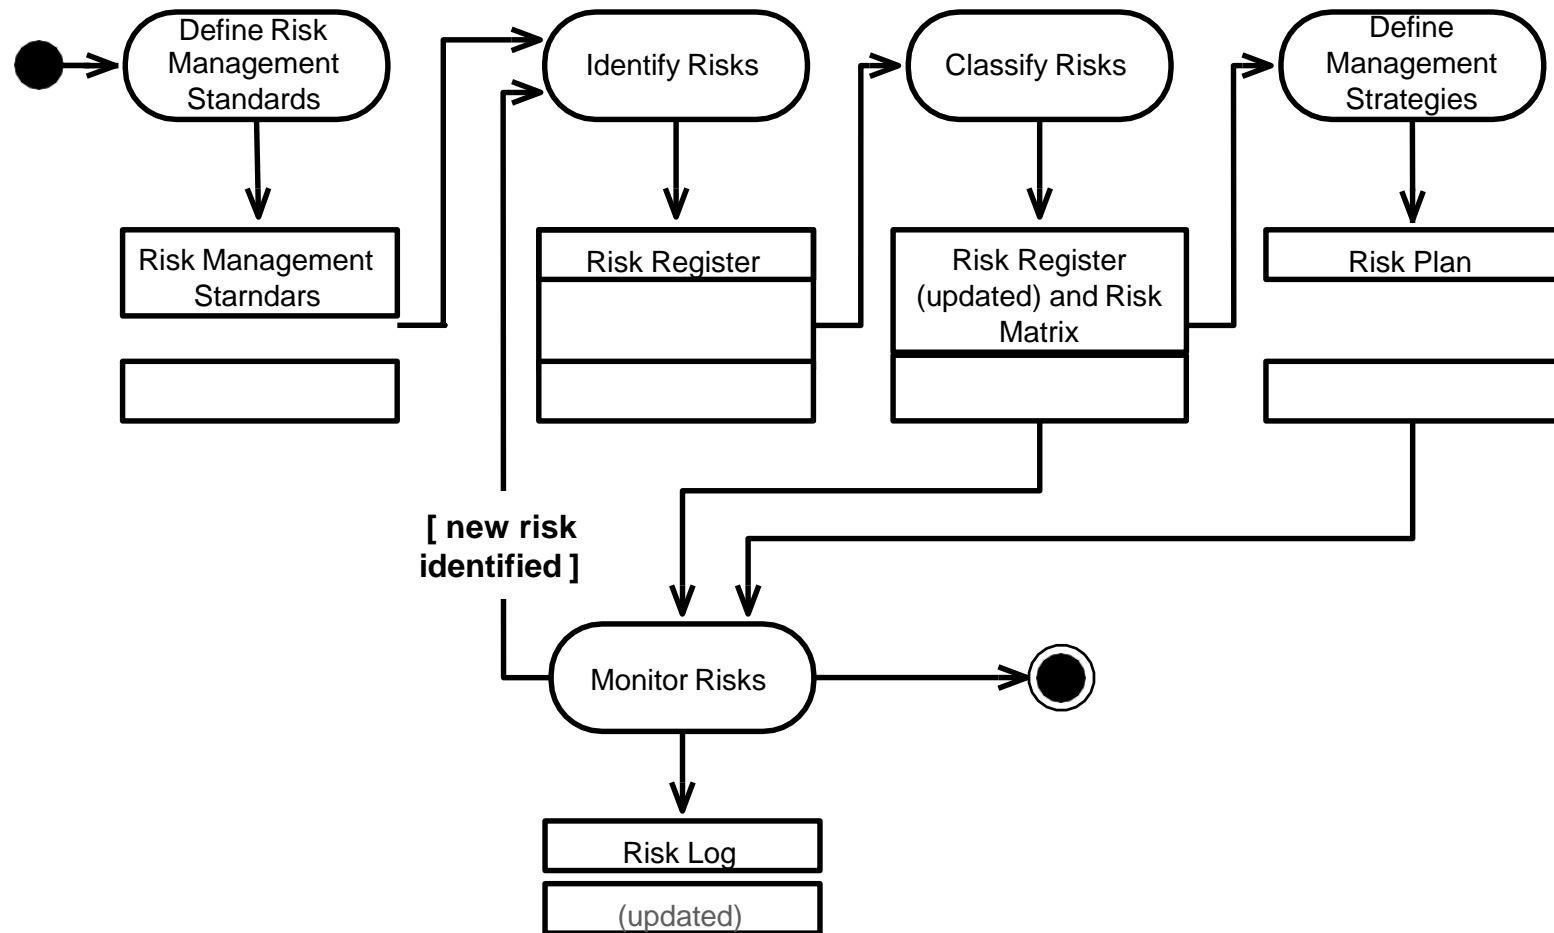 Define Risk
Management
Standards
Identify Risks
Classify Risks
Define
Management
Strategies
Risk Management
Starndars
Risk Register
Risk Register
(updated) and Risk
Matrix
Risk Plan
[ new risk
identified ]
Monitor Risks
Risk Log
(updated)